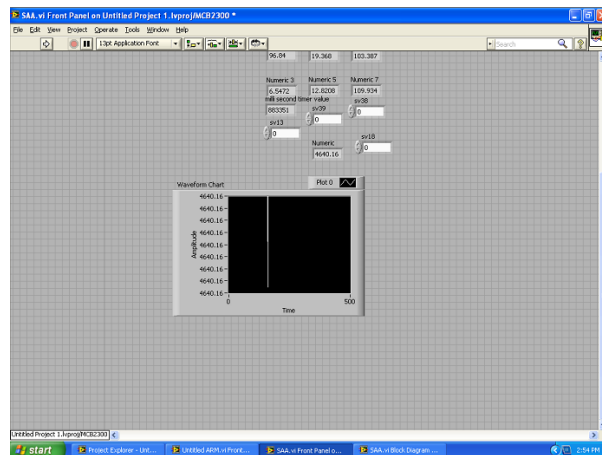 SAA.vi Front Panel on Untitled Project 1.lvproj/MCB2300 *
File Edit View Project Operate Tools Window Help
13pt Application Font
Search
96.84 19.368 103.387
Numeric 3 Numeric 5 Numeric 7
6.5472 12.8208 109.934
milli second timer value
sv38
883351
sv39
0
sv13
0
0
sv18
Numeric
0
4640.16
Waveform Chart
Plot 0
4640.16
4640.16
4640.16
4640.16
4640.16
4640.16
4640.16
4640.16
Amplitude
0 500
Time
Untitled Project 1.lvproj/MCB2300
start
Project Explorer - Unt...
Untitled ARM.vi Front...
SAA.vi Front Panel o...
SAA.vi Block Diagram ...
2:54 PM